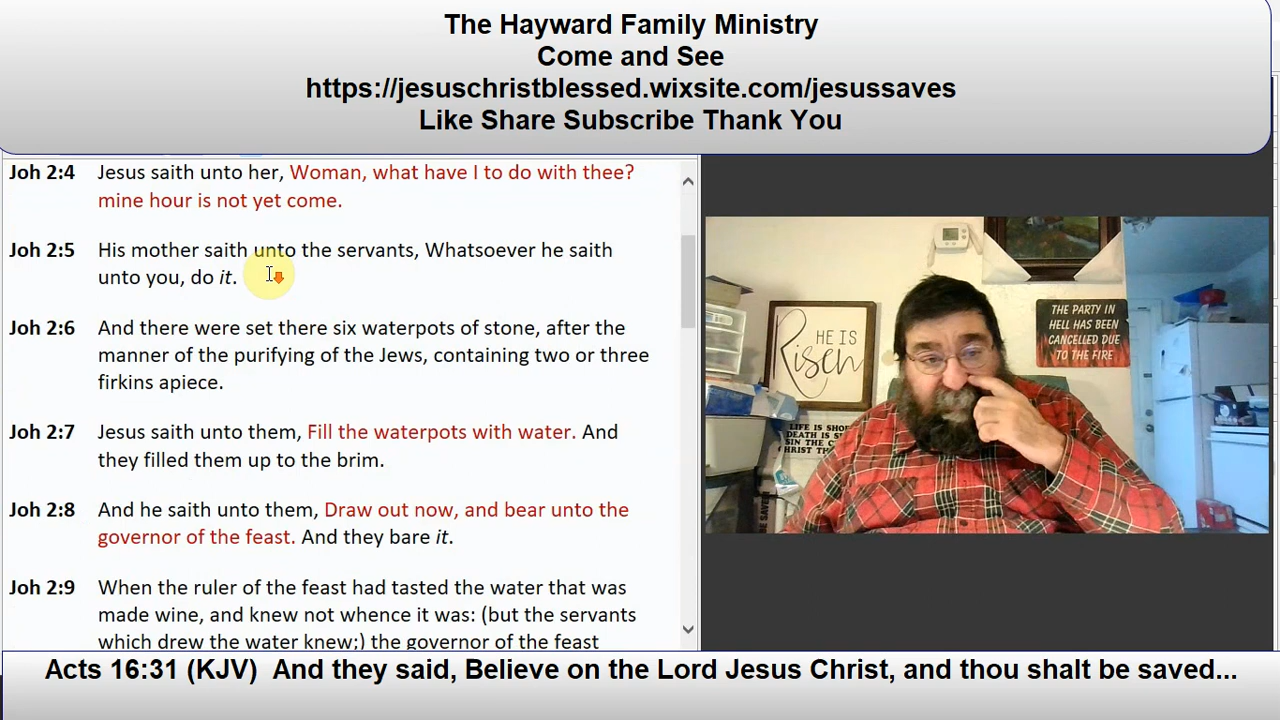 The Hayward Family Ministry
Come and See
https://jesuschristblessed.wixsite.com/jesussaves
Like Share Subscribe Thank You
Joh 2:4 Jesus saith unto her, Woman, what have I to do with thee?
mine hour is not yet come.
Joh 2:5 His mother saith unto the servants, Whatsoever he saith
unto you, do it.
Joh 2:6 And there were set there six waterpots of stone, after the
manner of the purifying of the Jews, containing two or three
firkins apiece.
Joh 2:7 Jesus saith unto them, Fill the waterpots with water. And
they filled them up to the brim.
Joh 2:8 And he saith unto them, Draw out now, and bear unto the
governor of the feast. And they bare it.
Joh 2:9 When the ruler of the feast had tasted the water that was
made wine, and knew not whence it was: (but the servants
which drew the water knew;) the governor of the feast
HE IS
Risen
THE PARTY IN
HELL HAS BEEN
CANCELLED DUE
TO THE FIRE
LIFE IS
DEATH IS
SIN THE
CHRIST
Acts 16:31 (KJV) And they said, Believe on the Lord Jesus Christ, and thou shalt be saved...